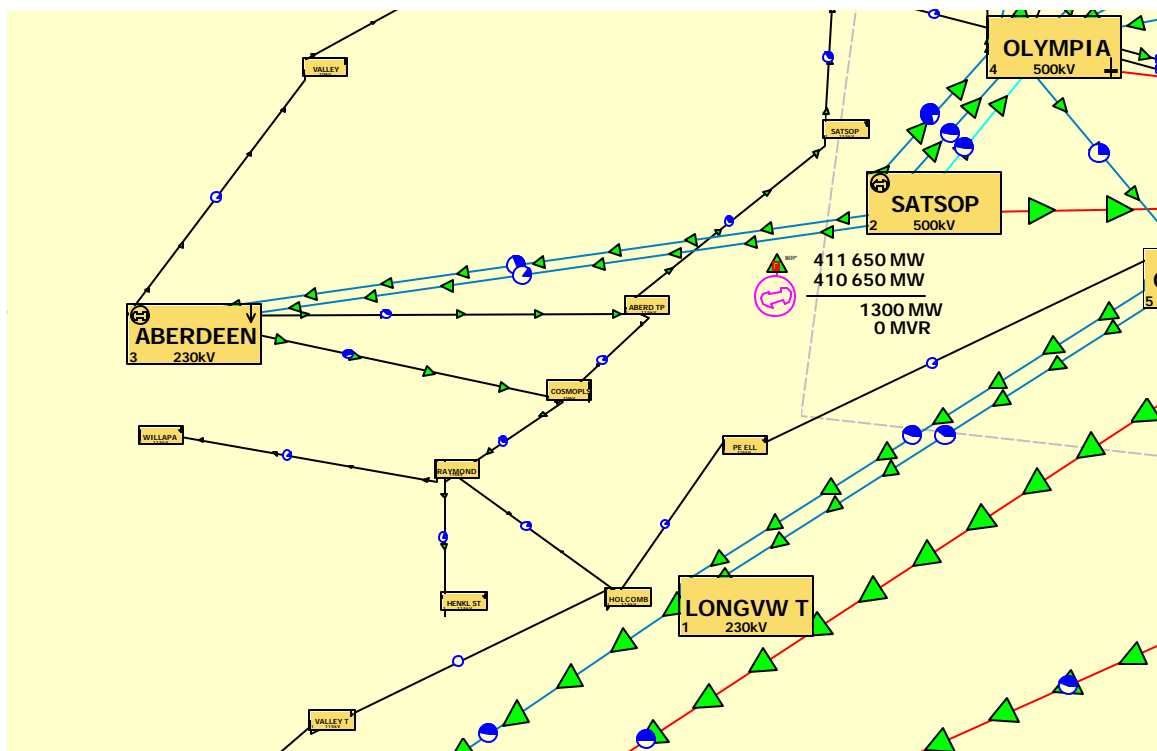 OLYMPIA
4 500kV
VALLEY
SATSOP
SATSOP
2 500kV
411 650 MW
410 650 MW
1300 MW
0 MVR
5
ABERD TP
ABERDEEN
3 230kV
COSMOPLS
WILLAPA
PE ELL
RAYMOND
HENKL ST
HOLCOMB
LONGVW T
1 230kV
VALLEY T
115kV